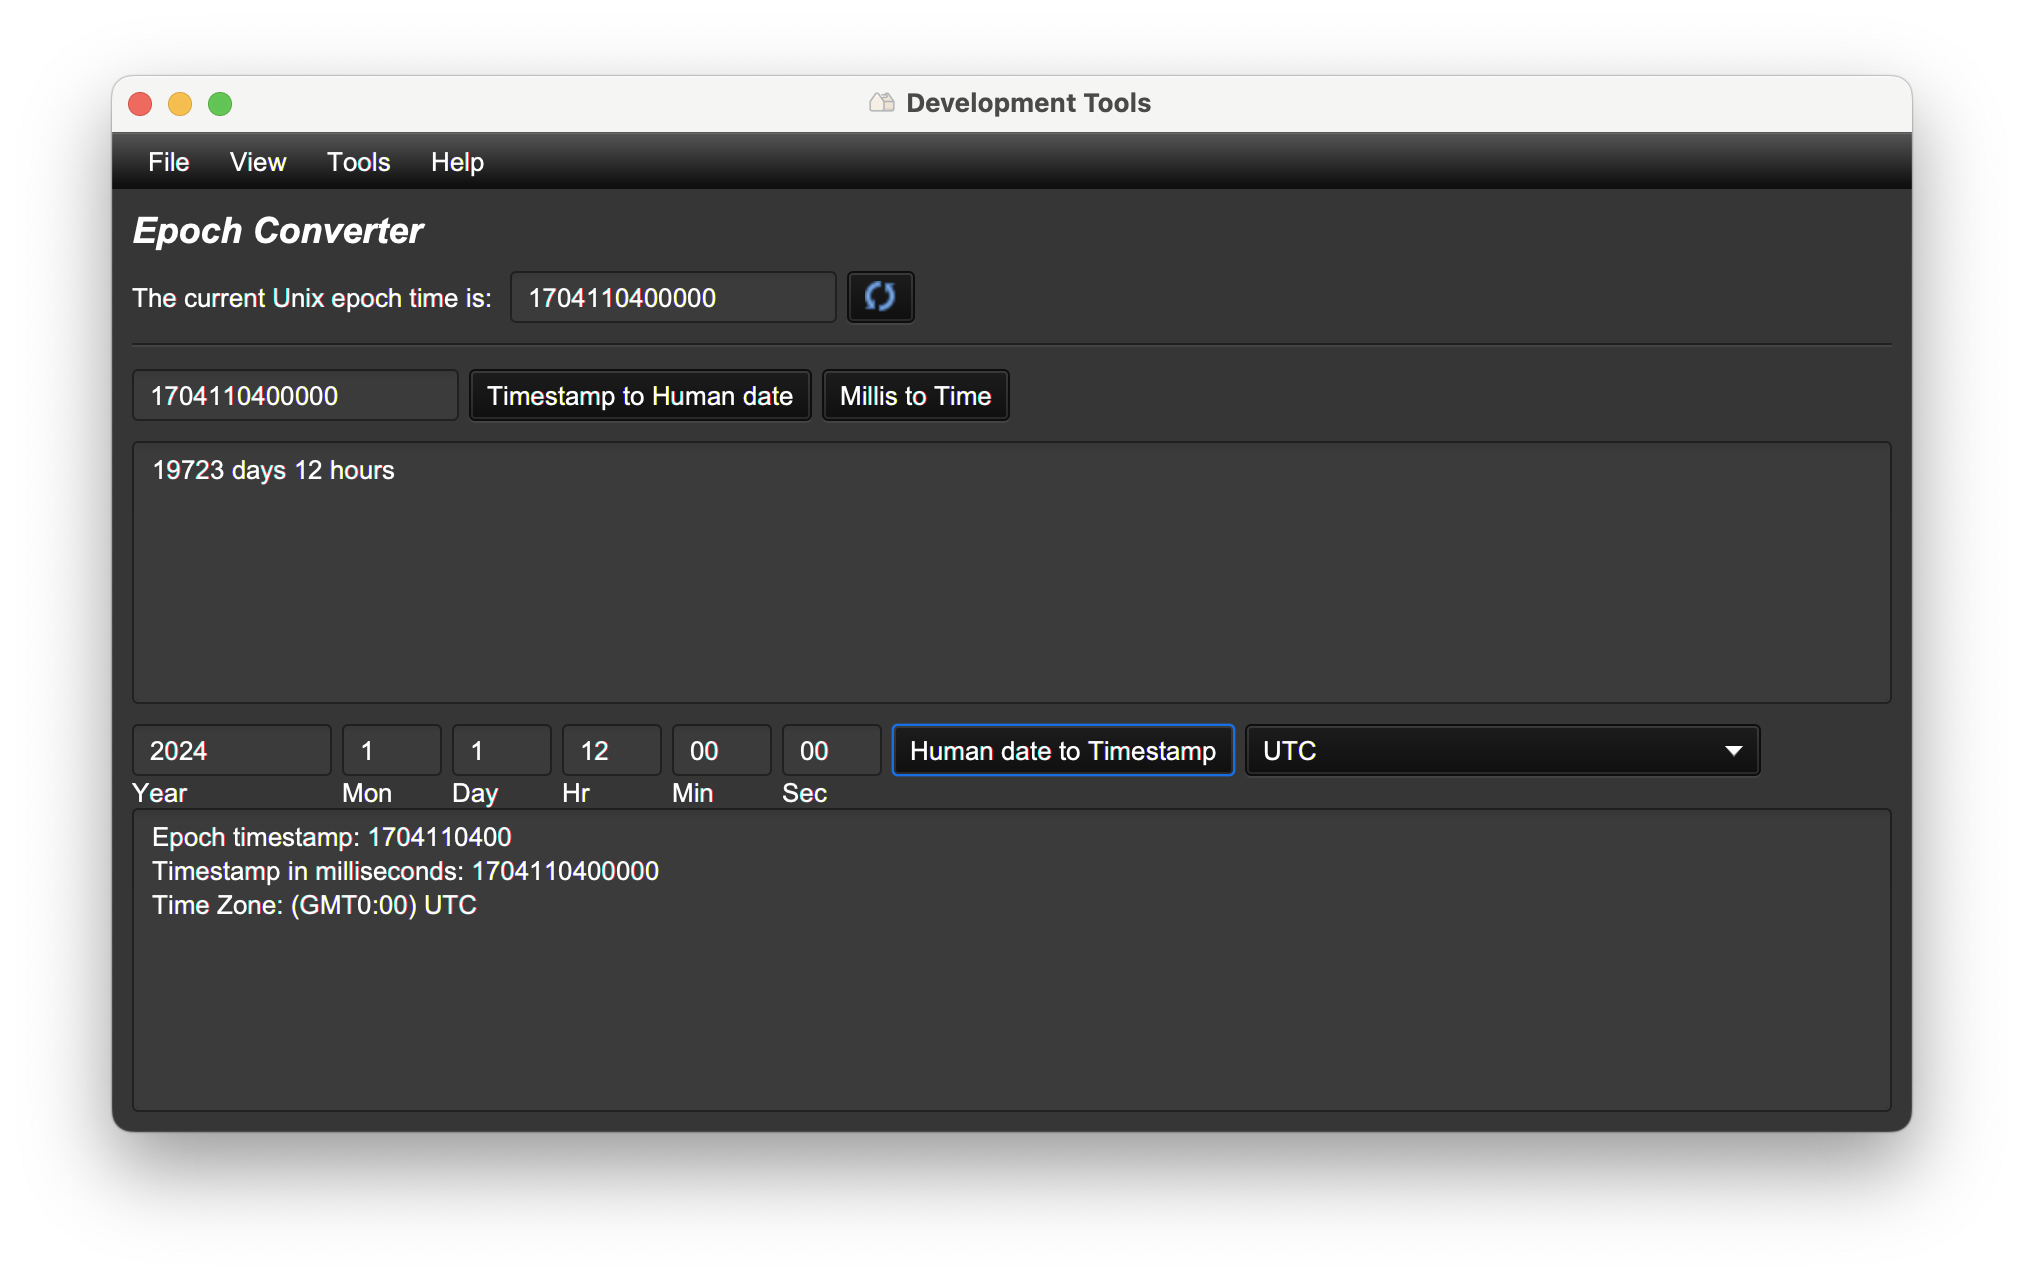 Development Tools
File View Tools Help
Epoch Converter
The current Unix epoch time is: 1704110400000
1704110400000 Timestamp to Human date Millis to Time
19723 days 12 hours
2024 1 1 12 00 00 Human date to Timestamp UTC
Year Mon Day Hr Min Sec
Epoch timestamp: 1704110400
Timestamp in milliseconds: 1704110400000
Time Zone: (GMT0:00) UTC